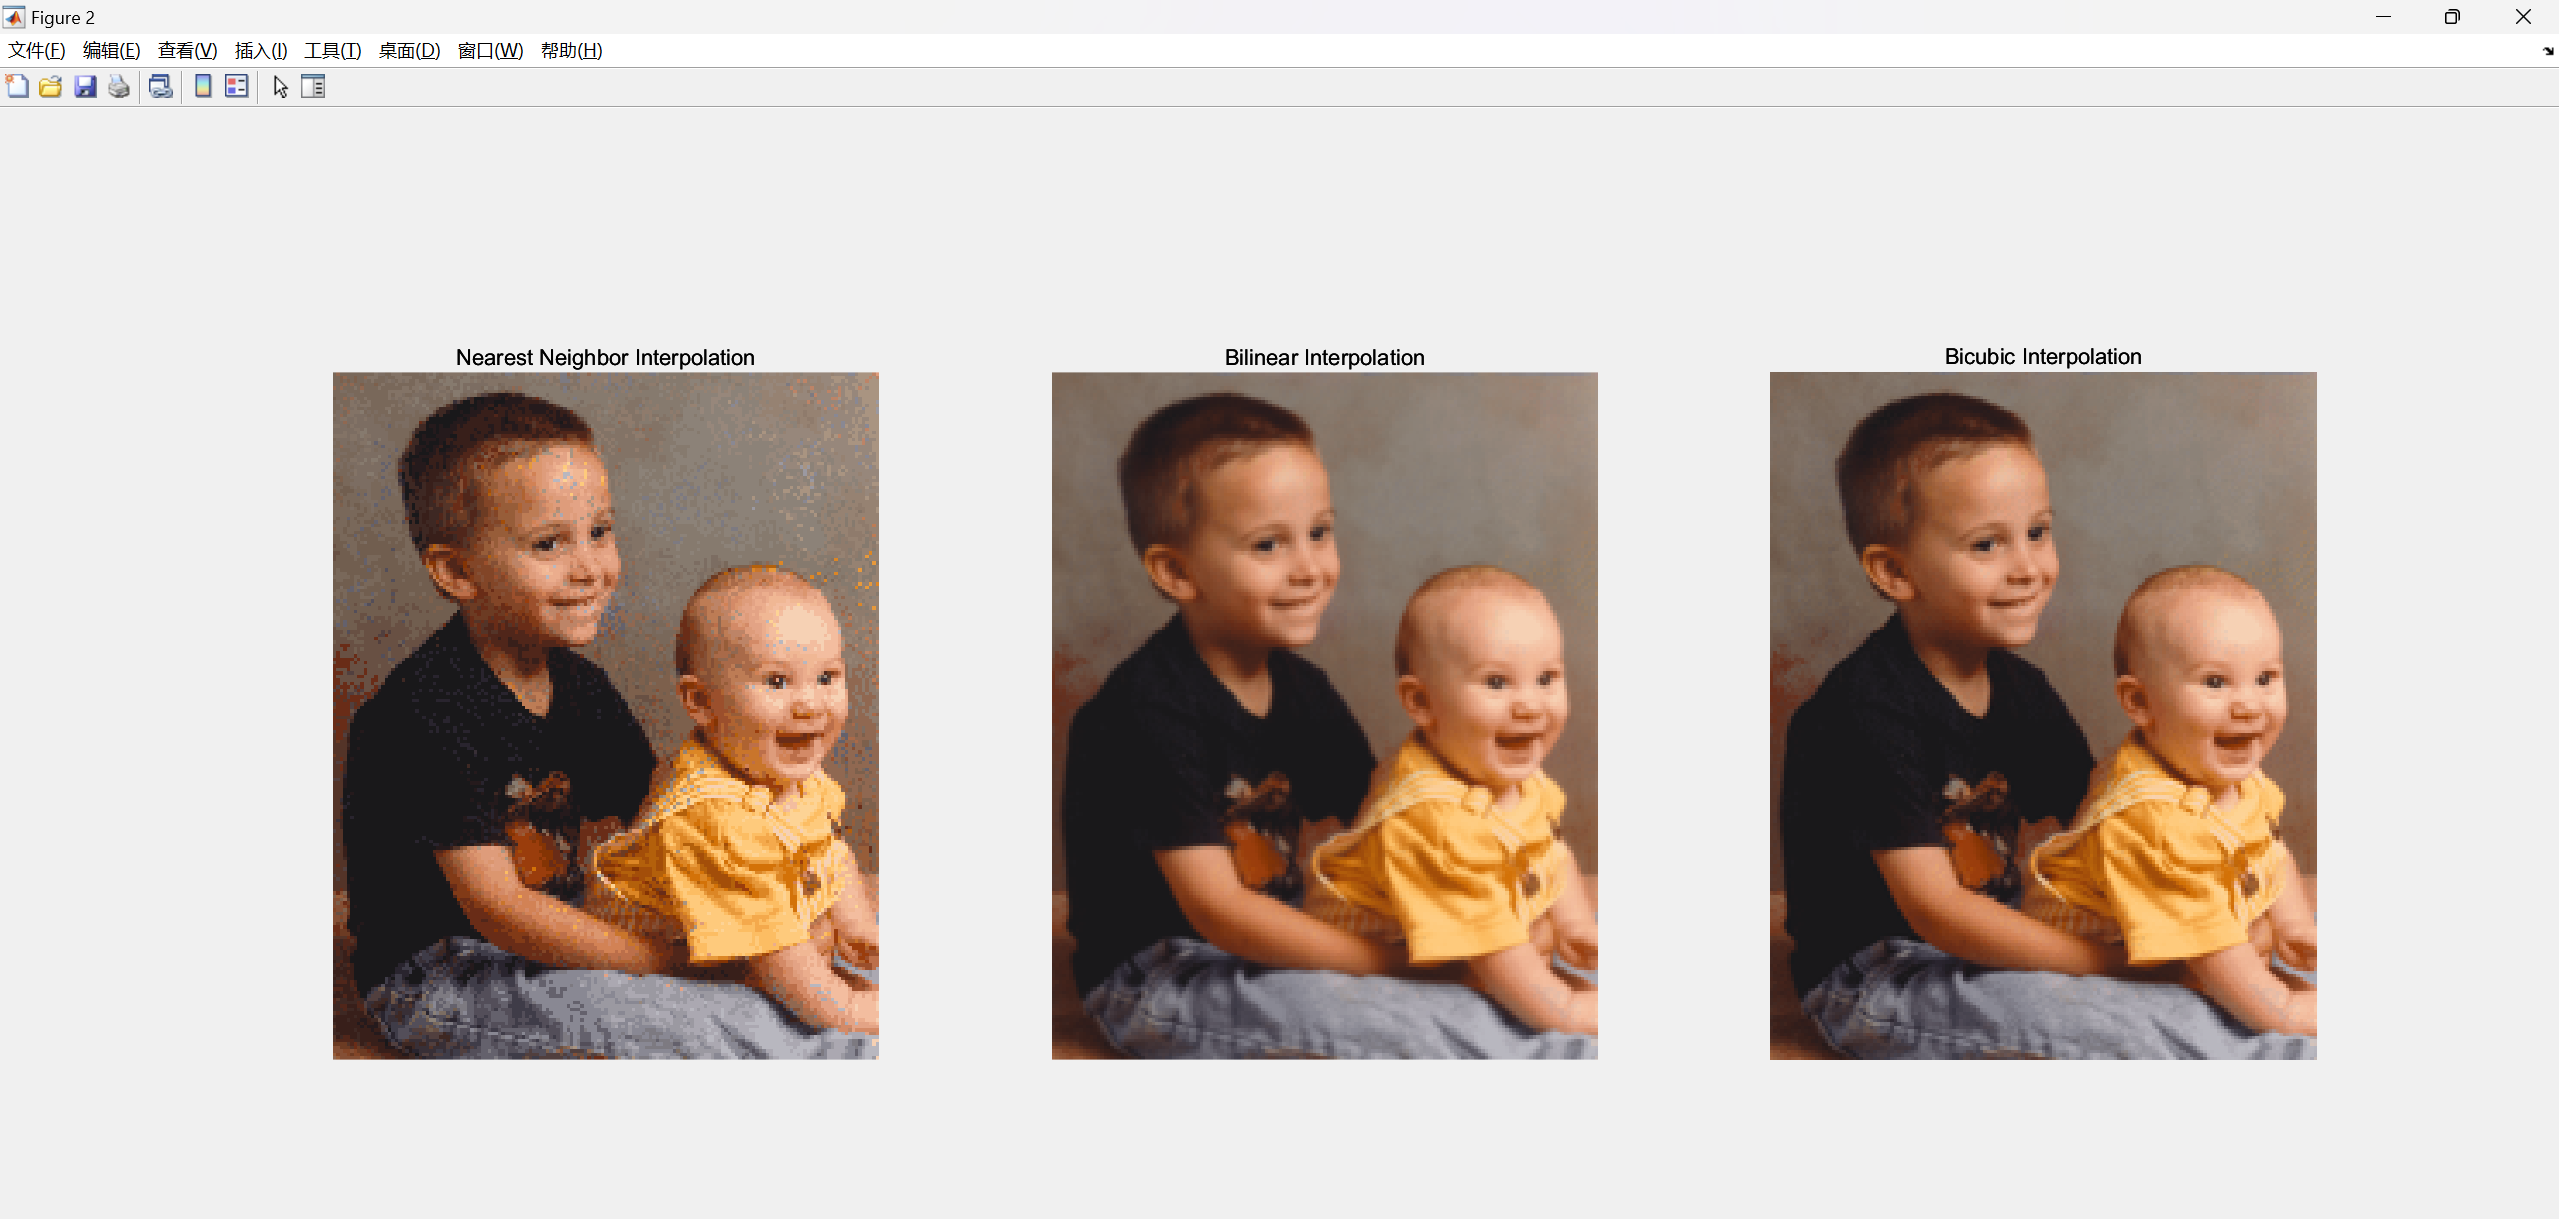 Figure 2
文件(F) 编辑(E) 查看(V) 插入(I) 工具(T) 桌面(D) 窗口(W) 帮助(H)
Nearest Neighbor Interpolation
Bilinear Interpolation
Bicubic Interpolation